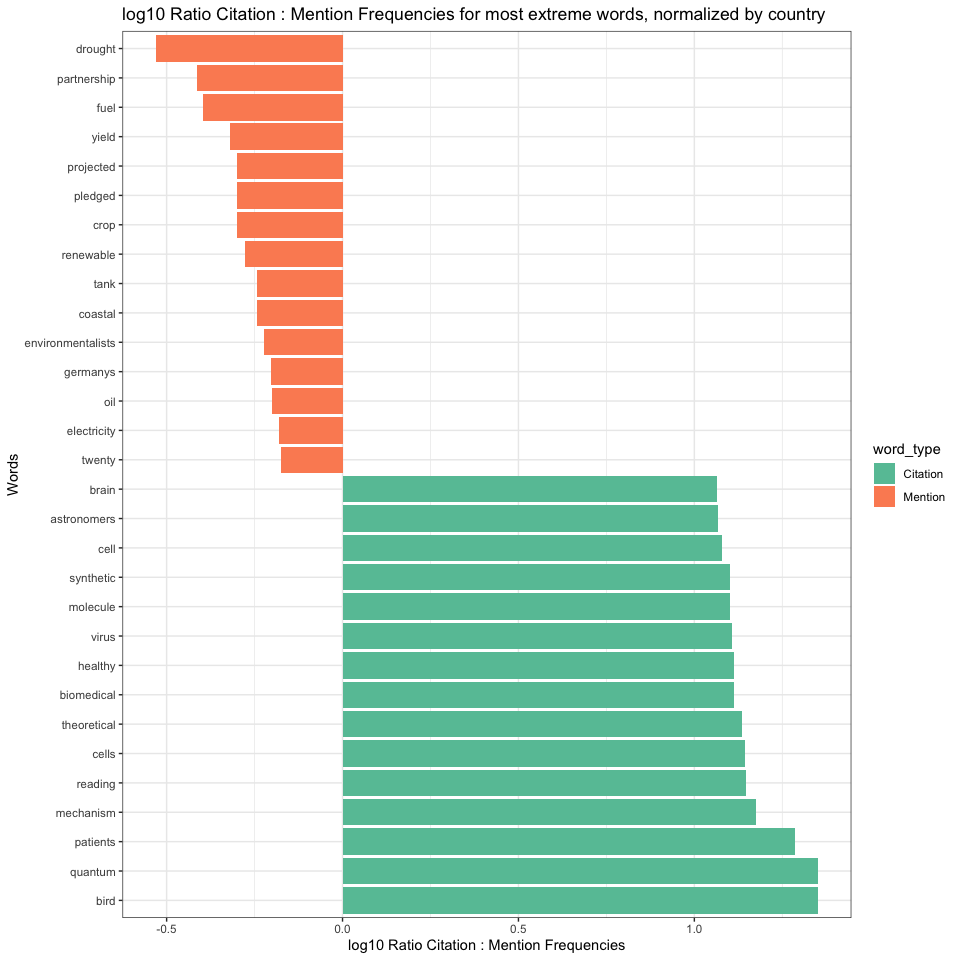 log10 Ratio Citation : Mention Frequencies for most extreme words, normalized by country
drought
partnership
fuel
yield
projected
pledged
crop
renewable
tank
coastal
environmentalists
germanys
oil
electricity
twenty
brain
astronomers
cell
synthetic
molecule
virus
healthy
biomedical
theoretical
cells
reading
mechanism
patients
quantum
bird
Words
-0.5 0.0 0.5 1.0
log10 Ratio Citation : Mention Frequencies
word_type
Citation
Mention